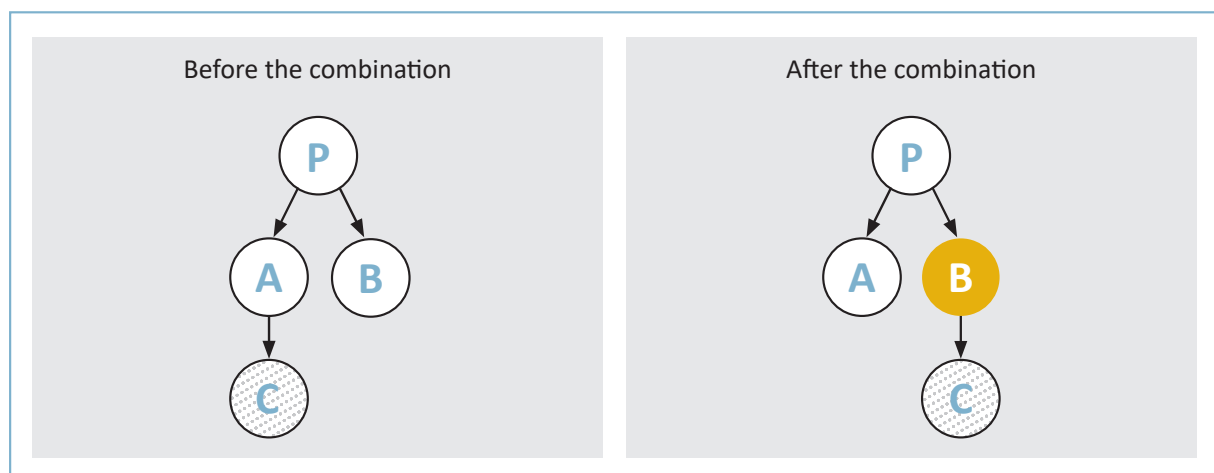 Before the combination
P
A B
C
After the combination
P
A B
C